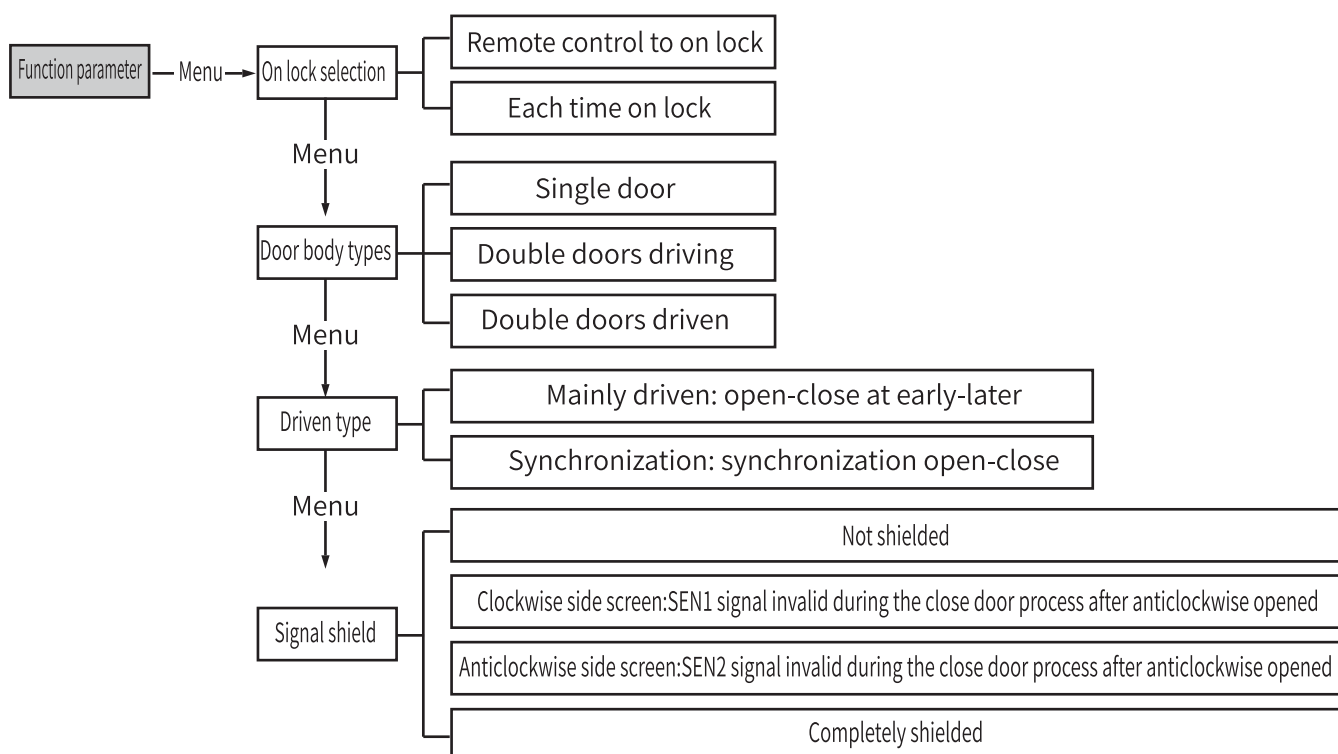 Function parameter
Menu
On lock selection
Remote control to on lock
Each time on lock
Menu
Door body types
Single door
Double doors driving
Double doors driven
Menu
Driven type
Mainly driven: open-close at early-later
Synchronization: synchronization open-close
Menu
Signal shield
Not shielded
Clockwise side screen:SEN1 signal invalid during the close door process after anticlockwise opened
Anticlockwise side screen:SEN2 signal invalid during the close door process after anticlockwise opened
Completely shielded